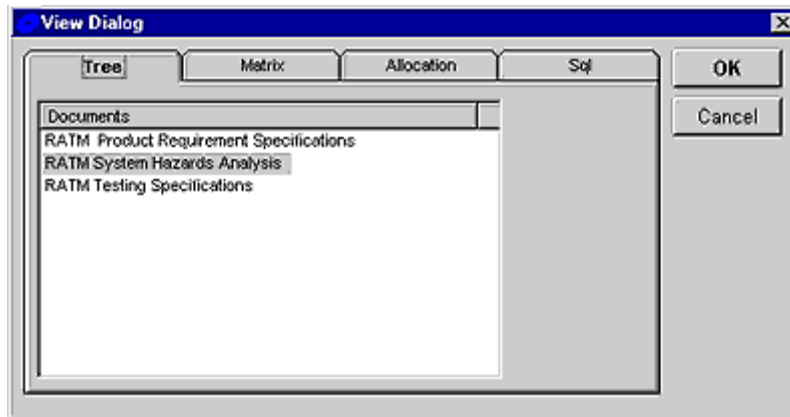 View Dialog
Tree Matrix Allocation Sql
OK
Cancel
Documents
RATM Product Requirement Specifications
RATM System Hazards Analysis
RATM Testing Specifications